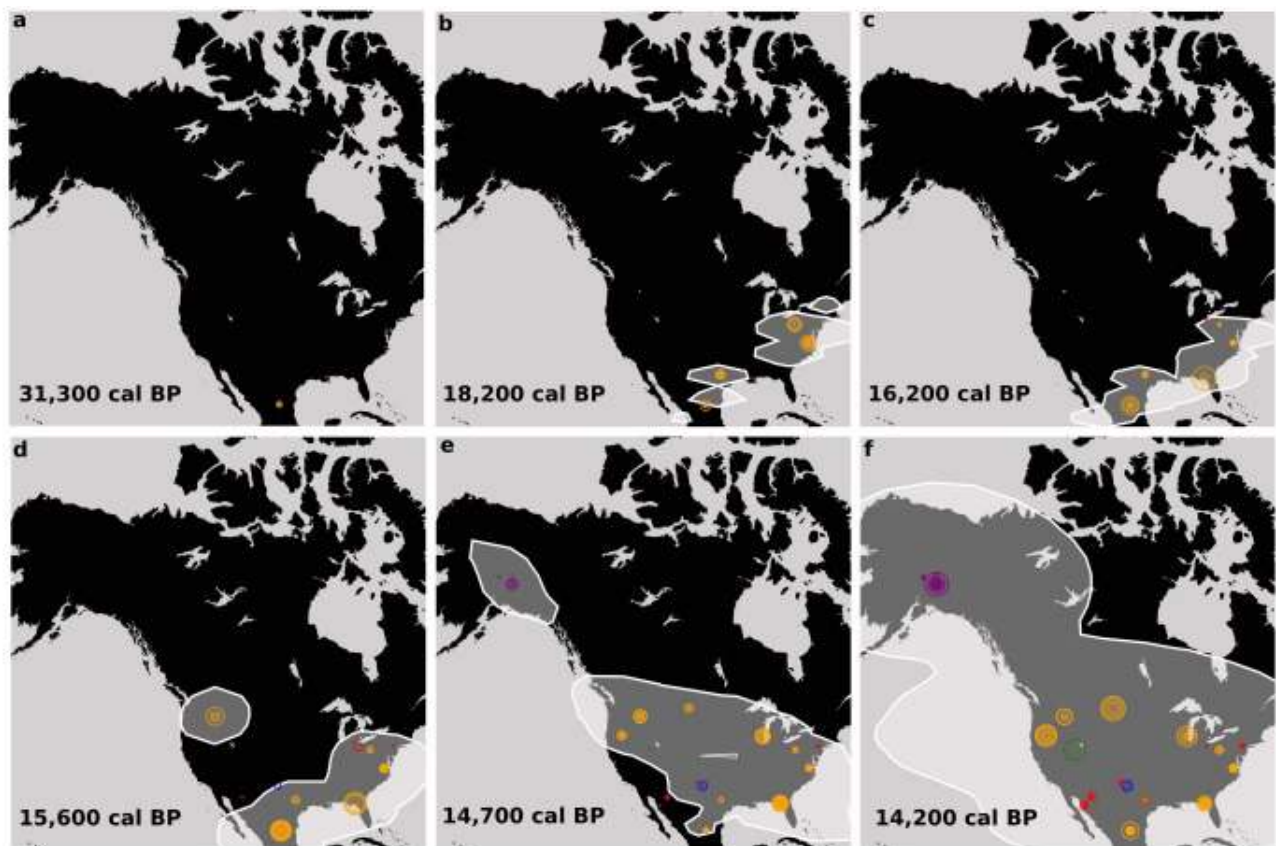 a
b
c
31,300 cal BP
18,200 cal BP
16,200 cal BP
d
e
f
15,600 cal BP
14,700 cal BP
14,200 cal BP